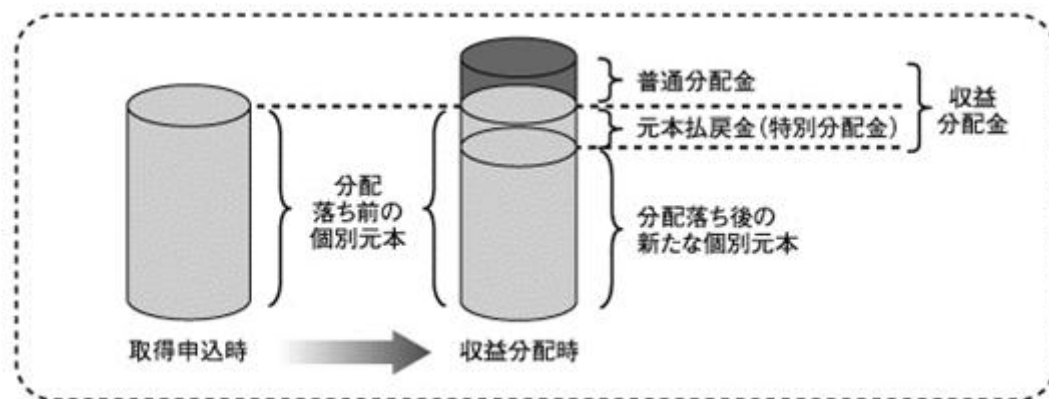 普通分配金
収益
分配金
元本払戻金(特別分配金)
分配
落ち前の
個別元本
分配落ち後の
新たな個別元本
取得申込時
収益分配時